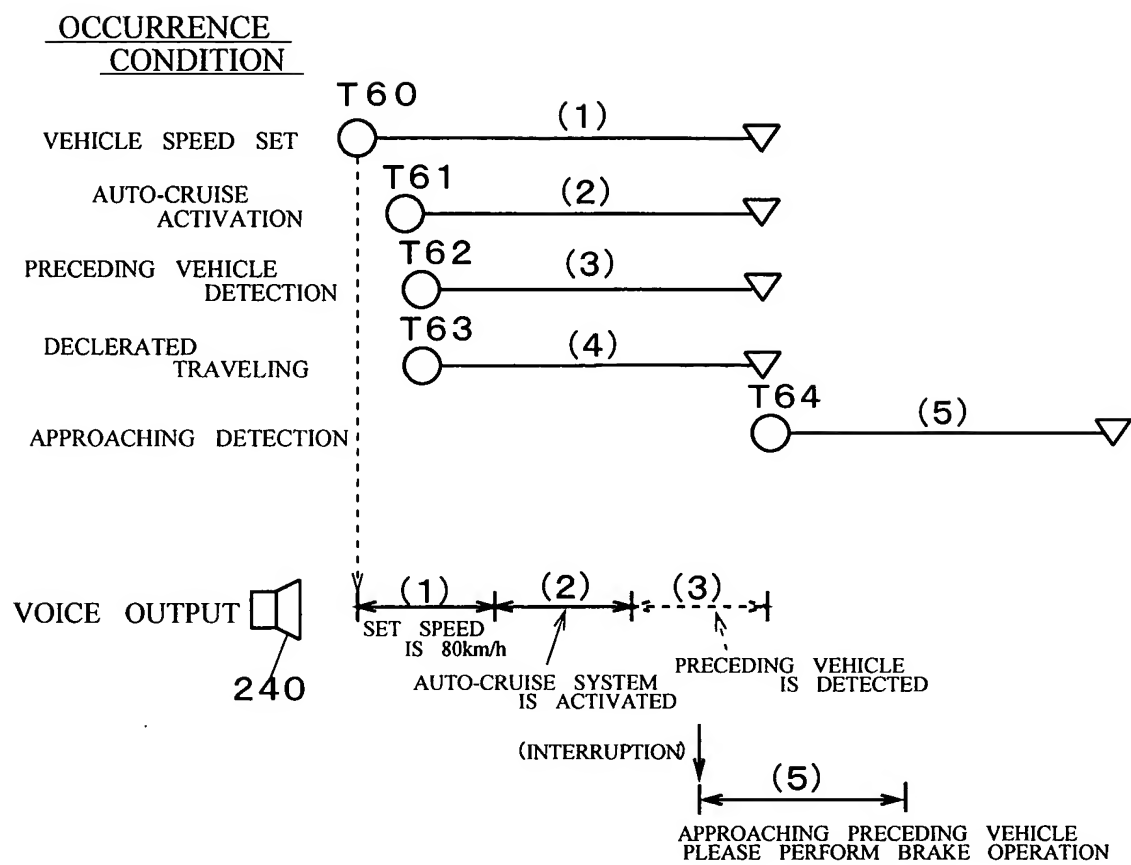 OCCURRENCE
CONDITION
T60
(1)
VEHICLE SPEED SET
T61
(2)
AUTO-CRUISE
ACTIVATION
T62
(3)
PRECEDING VEHICLE
DETECTION
T63
(4)
DECLERATED
TRAVELING
T64
(5)
APPROACHING DETECTION
VOICE OUTPUT
240
(1)
(2)
(3)
SET SPEED
IS 80km/h
AUTO-CRUISE SYSTEM
IS ACTIVATED
PRECEDING VEHICLE
IS DETECTED
(INTERRUPTION)
(5)
APPROACHING PRECEDING VEHICLE
PLEASE PERFORM BRAKE OPERATION